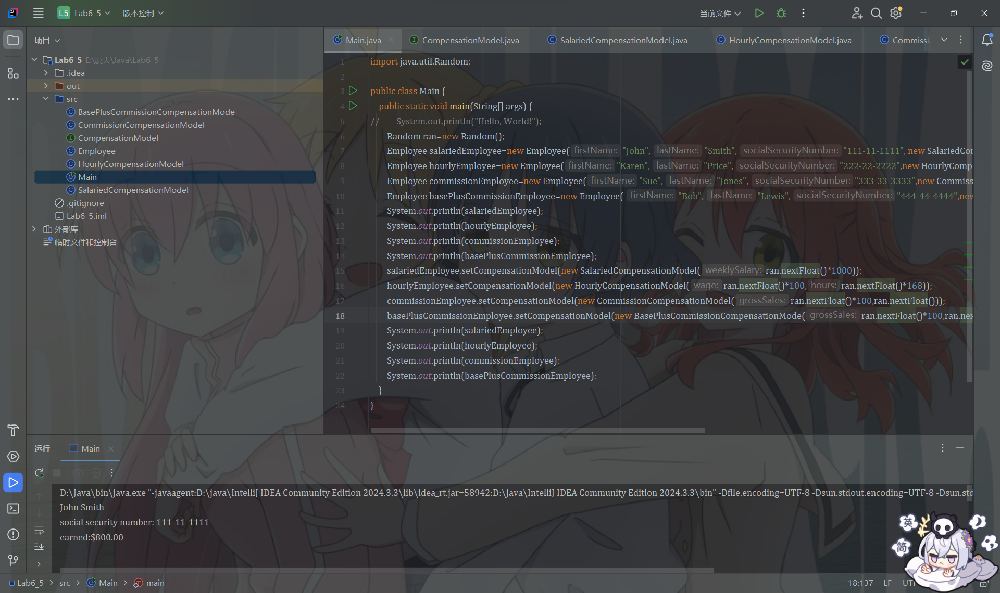 L5 Lab6_5 版本控制 当前文件
项目
Lab6_5 E:\厦大\Java\Lab6_5
.idea
out
src
BasePlusCommissionCompensationMode
CommissionCompensationModel
CompensationModel
Employee
HourlyCompensationModel
Main
SalariedCompensationModel
.gitignore
Lab6_5.iml
外部库
临时文件和控制台
Main.java CompensationModel.java SalariedCompensationModel.java HourlyCompensationModel.java Commissi
1 import java.util.Random;
2
3 public class Main {
4 public static void main(String[] args) {
5 // System.out.println("Hello, World!");
6 Random ran=new Random();
7 Employee salariedEmployee=new Employee( firstName: "John", lastName: "Smith", socialSecurityNumber: "111-11-1111", new SalariedCo
8 Employee hourlyEmployee=new Employee( firstName: "Karen", lastName: "Price", socialSecurityNumber: "222-22-2222",new HourlyComp
9 Employee commissionEmployee=new Employee( firstName: "Sue", lastName: "Jones", socialSecurityNumber: "333-33-3333",new Commiss
10 Employee basePlusCommissionEmployee=new Employee( firstName: "Bob", lastName: "Lewis", socialSecurityNumber: "444-44-4444",new
11 System.out.println(salariedEmployee);
12 System.out.println(hourlyEmployee);
13 System.out.println(commissionEmployee);
14 System.out.println(basePlusCommissionEmployee);
15 salariedEmployee.setCompensationModel(new SalariedCompensationModel( weeklySalary: ran.nextFloat()*1000));
16 hourlyEmployee.setCompensationModel(new HourlyCompensationModel( wage: ran.nextFloat()*100, hours: ran.nextFloat()*168));
17 commissionEmployee.setCompensationModel(new CommissionCompensationModel( grossSales: ran.nextFloat()*100,ran.nextFloat()));
18 basePlusCommissionEmployee.setCompensationModel(new BasePlusCommissionCompensationMode( grossSales: ran.nextFloat()*100,ran.nex
19 System.out.println(salariedEmployee);
20 System.out.println(hourlyEmployee);
21 System.out.println(commissionEmployee);
22 System.out.println(basePlusCommissionEmployee);
23 }
24 }
运行 Main
D:\Java\bin\java.exe "-javaagent:D:\java\IntelliJ IDEA Community Edition 2024.3.3\lib\idea_rt.jar=58942:D:\java\IntelliJ IDEA Community Edition 2024.3.3\bin" -Dfile.encoding=UTF-8 -Dsun.stdout.encoding=UTF-8 -Dsun.std
John Smith
social security number: 111-11-1111
earned:$800.00
英
简
Lab6_5 > src > Main > main 18:137 LF UTF